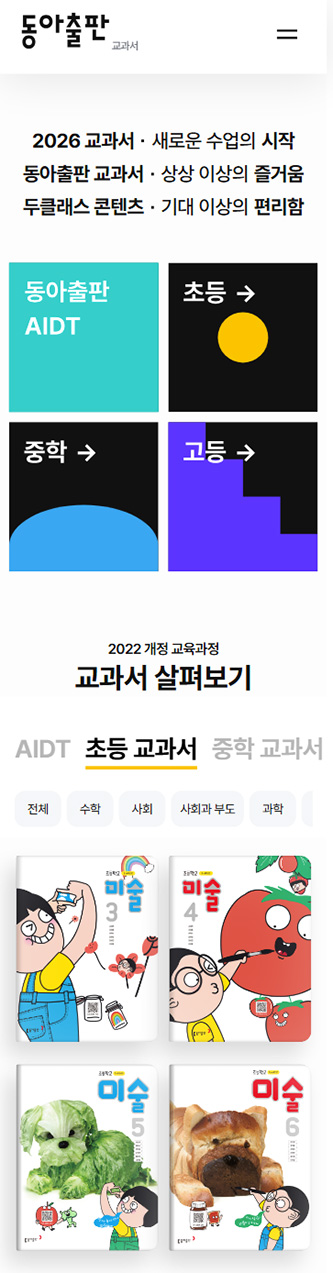 동아출판 교과서
2026 교과서 · 새로운 수업의 시작
동아출판 교과서 · 상상 이상의 즐거움
두클래스 콘텐츠 · 기대 이상의 편리함
동아출판
AIDT
초등 →
중학 →
고등 →
2022 개정 교육과정
교과서 살펴보기
AIDT 초등 교과서 중학 교과서
전체 수학 사회 사회과 부도 과학
초등학교
미술
3
초등학교
미술
4
초등학교
미술
5
초등학교
미술
6